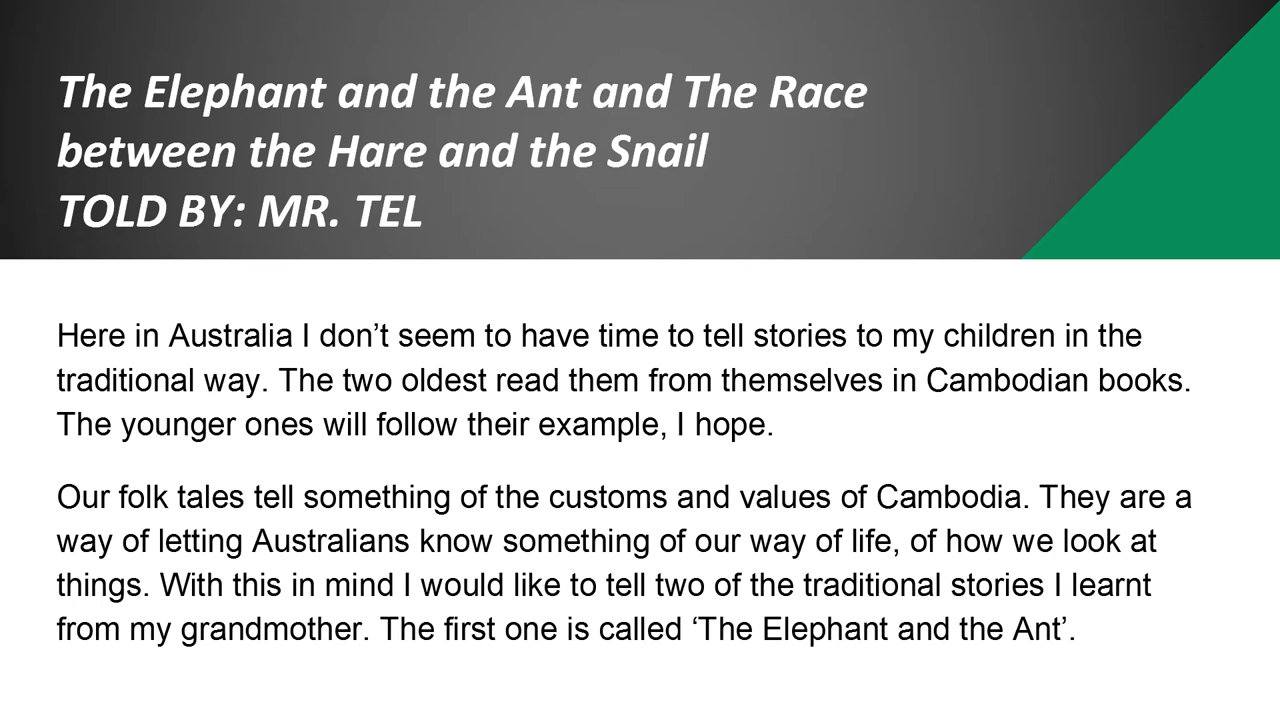 The Elephant and the Ant and The Race
between the Hare and the Snail
TOLD BY: MR. TEL
Here in Australia I don’t seem to have time to tell stories to my children in the
traditional way. The two oldest read them from themselves in Cambodian books.
The younger ones will follow their example, I hope.
Our folk tales tell something of the customs and values of Cambodia. They are a
way of letting Australians know something of our way of life, of how we look at
things. With this in mind I would like to tell two of the traditional stories I learnt
from my grandmother. The first one is called ‘The Elephant and the Ant’.